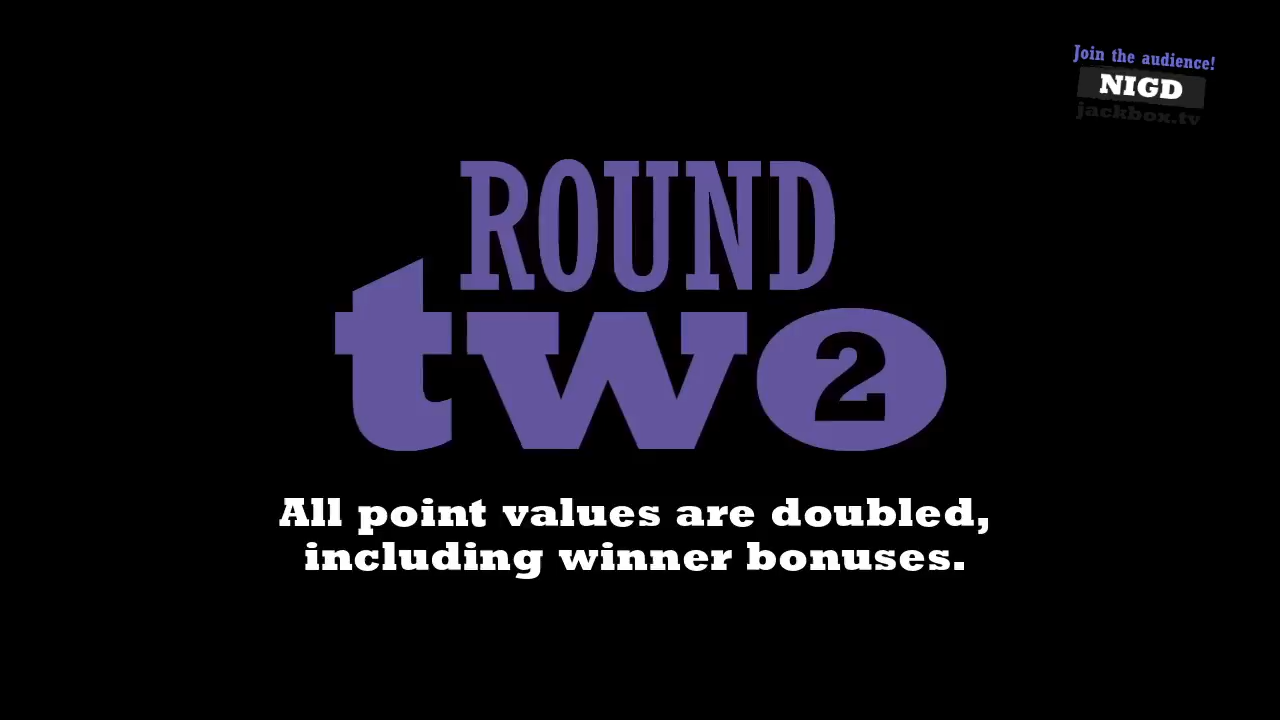 Join the audience!
NIGD
jackbox.tv
ROUND
two
2
All point values are doubled,
including winner bonuses.